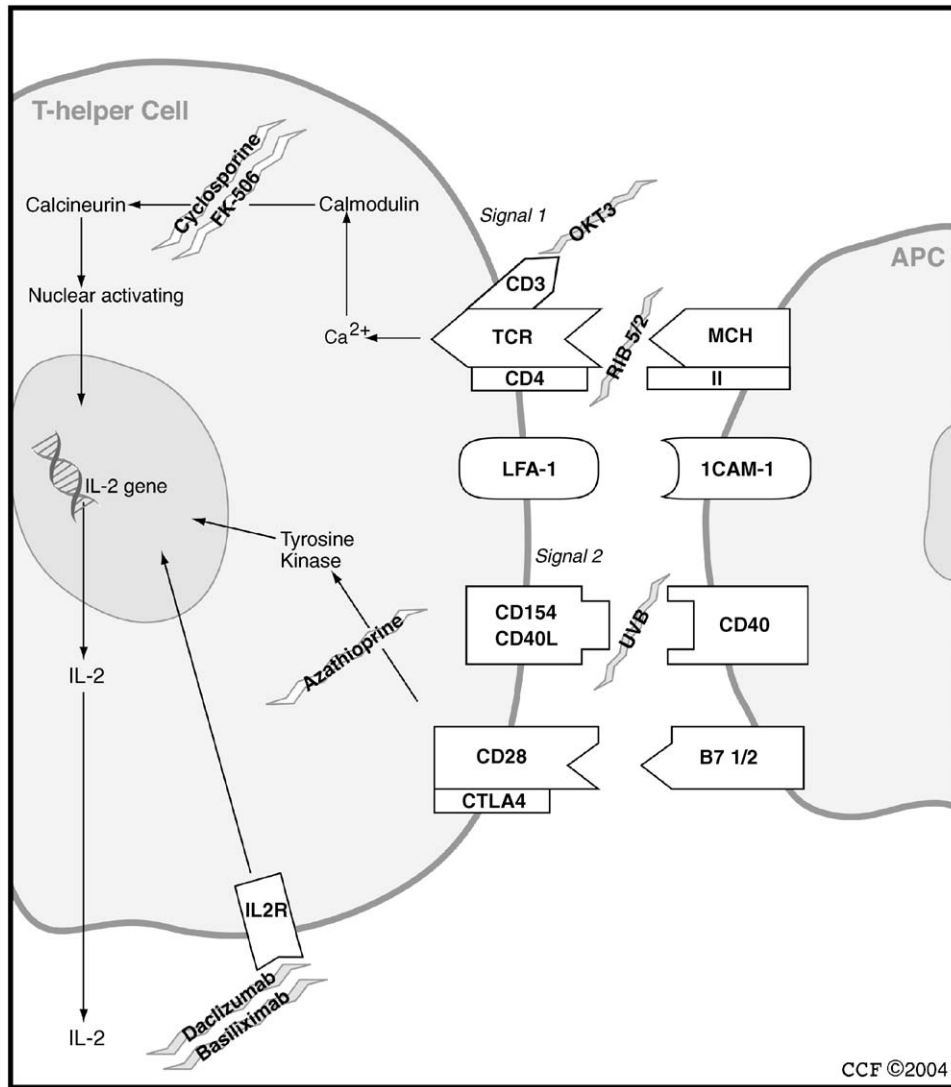 T-helper Cell
Cyclosporine
FK-506
Calcineurin
Calmodulin
Signal 1
OKT3
APC
Nuclear activating
CD3
Ca2+
TCR
RIB 5/2
MCH
CD4
II
LFA-1
1CAM-1
IL-2 gene
Tyrosine
Kinase
Signal 2
CD154
CD40L
UVB
CD40
Azathioprine
IL-2
CD28
B7 1/2
CTLA4
IL2R
Daclizumab
Basiliximab
IL-2
CCF ©2004